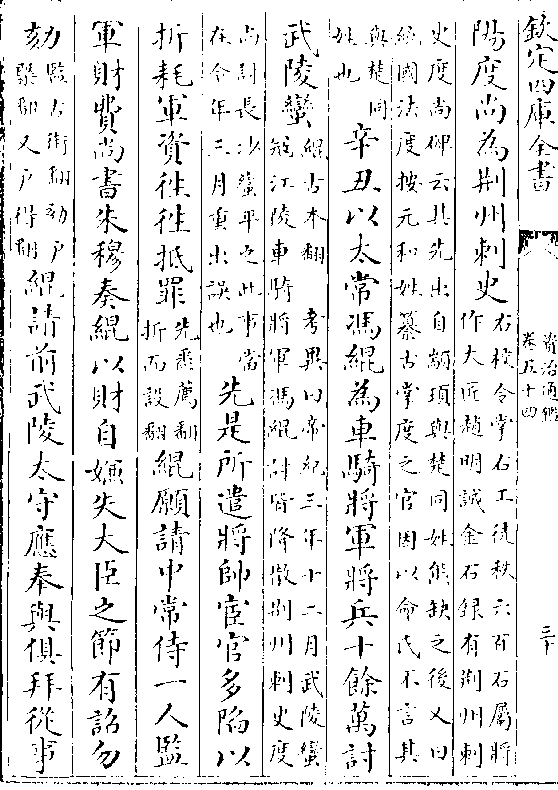 欽定四庫全書
資治通鑑
卷五十四
三十
陽度尚為荆州刺史右校令掌右工徒秩六百石屬將
作大匠趙明誠金石録有荆州刺
史度尚碑云其先出自顓頊與楚同姓熊缺之後又曰
統國法度按元和姓纂古掌度之官因以命氏不言其
與楚同
姓也辛丑以太常馮緄為車騎將軍將兵十餘萬討
武陵蠻緄古本翻考異曰帝紀三年十二月武陵蠻
寇江陵車騎將軍馮緄討皆降散荆州刺史度
尚討長沙蠻平之此事當
在今年二月重出誤也先是所遣將帥宦官多陷以
折耗軍資往往抵罪先悉薦翻
折而設翻緄願請中常侍一人監
軍財費尚書朱穆奏緄以財自嫌失大臣之節有詔勿
劾監古銜翻劾户
槩翻又户得翻緄請前武陵太守應奉與俱拜從事